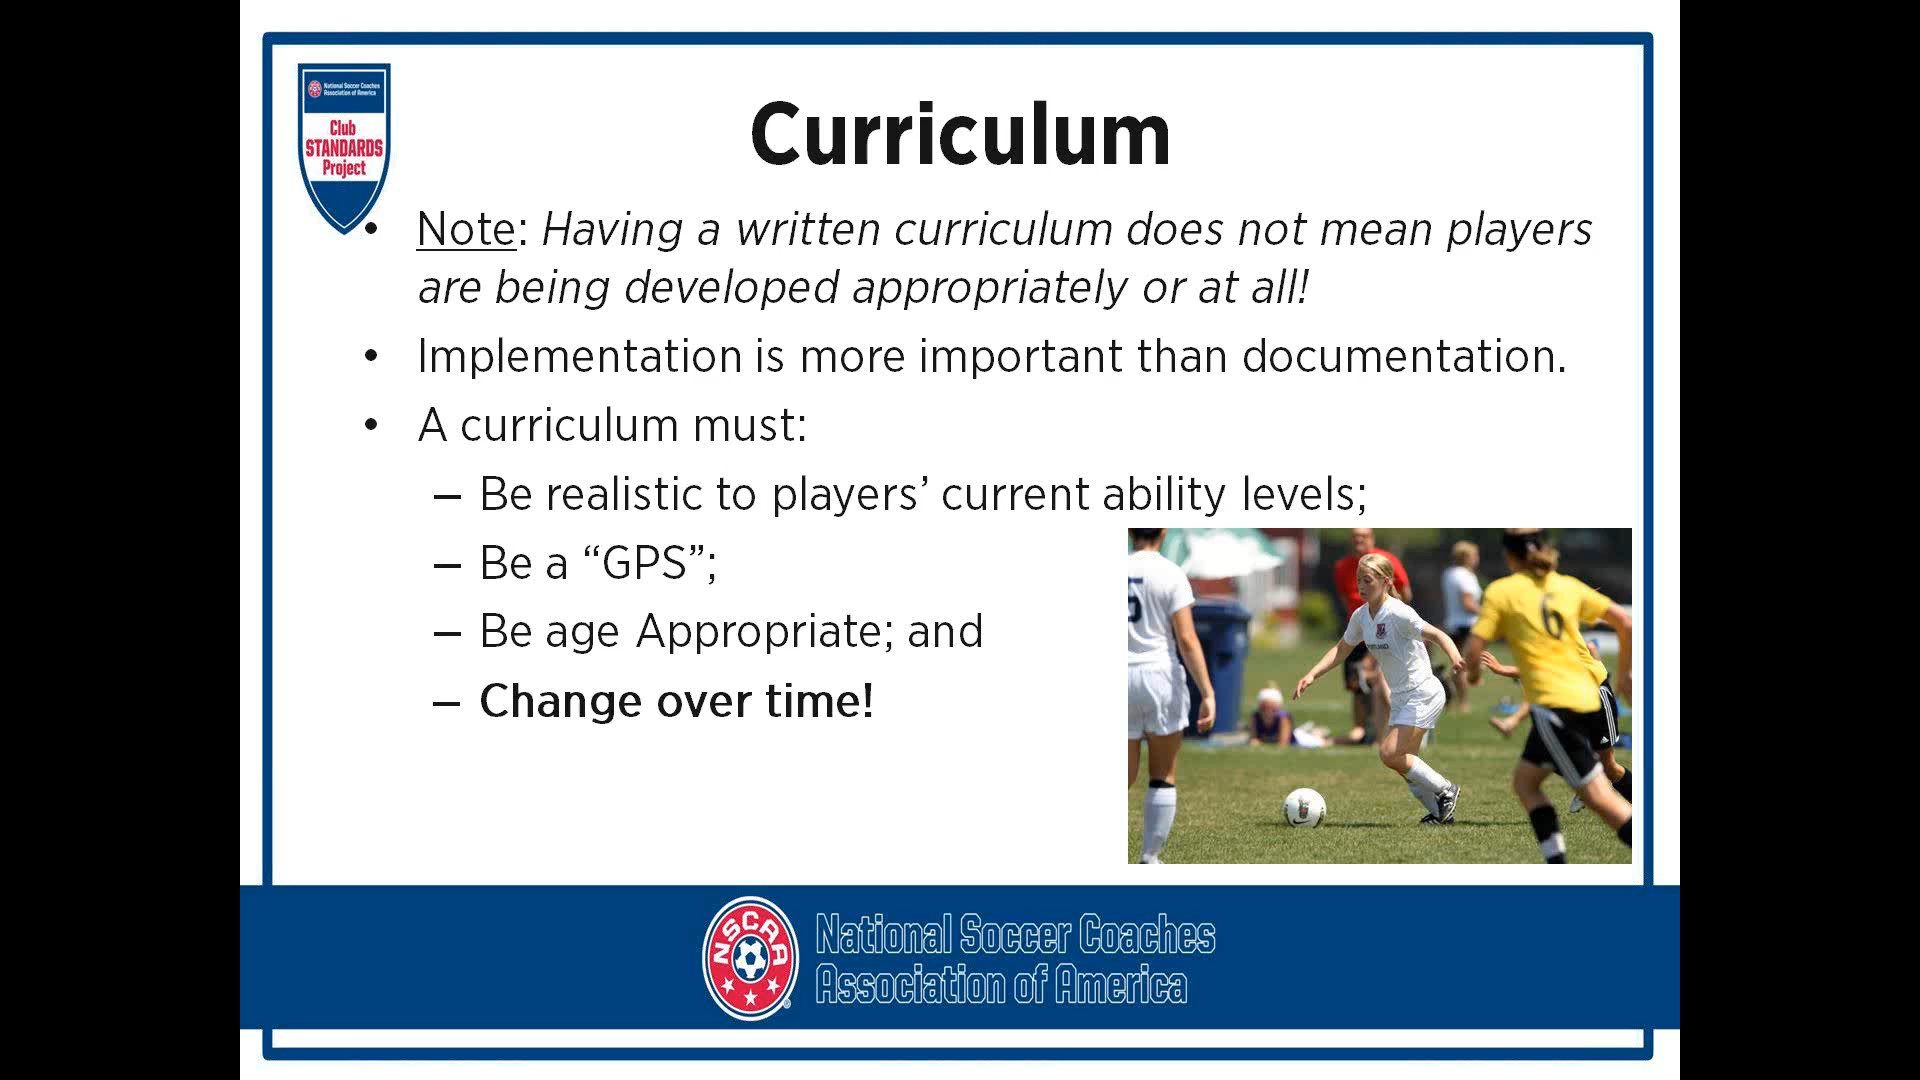 National Soccer Coaches
Association of America
Club
STANDARDS
Project
Curriculum
• Note: Having a written curriculum does not mean players
are being developed appropriately or at all!
• Implementation is more important than documentation.
• A curriculum must:
– Be realistic to players’ current ability levels;
– Be a “GPS”;
– Be age Appropriate; and
– Change over time!
6
5
NSCAA
®
National Soccer Coaches
Association of America